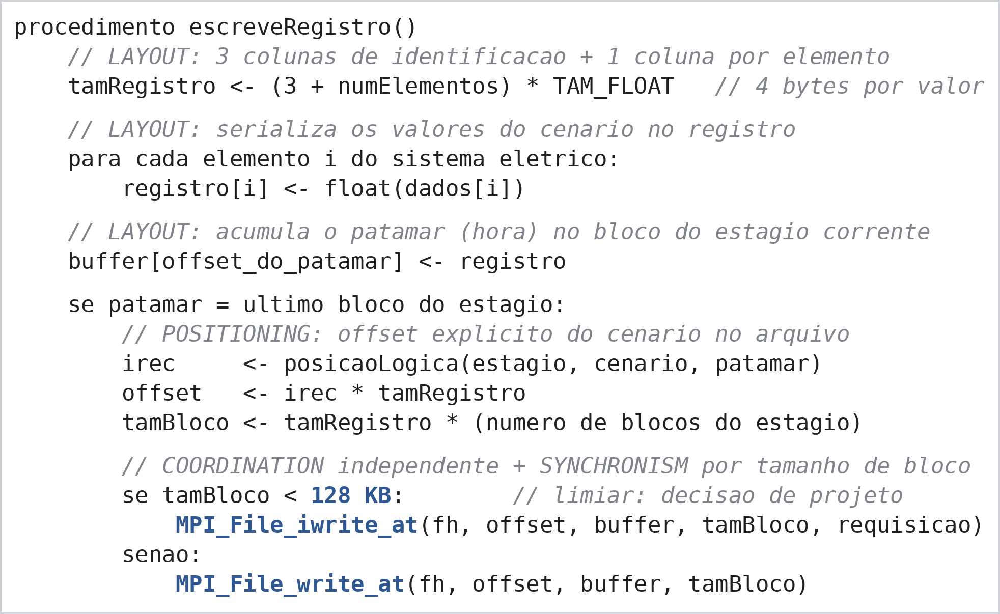 procedimento escreveRegistro()
    // LAYOUT: 3 colunas de identificacao + 1 coluna por elemento
    tamRegistro <- (3 + numElementos) * TAM_FLOAT   // 4 bytes por valor
    // LAYOUT: serializa os valores do cenario no registro
    para cada elemento i do sistema eletrico:
        registro[i] <- float(dados[i])
    // LAYOUT: acumula o patamar (hora) no bloco do estagio corrente
    buffer[offset_do_patamar] <- registro
    se patamar = ultimo bloco do estagio:
        // POSITIONING: offset explicito do cenario no arquivo
        irec     <- posicaoLogica(estagio, cenario, patamar)
        offset   <- irec * tamRegistro
        tamBloco <- tamRegistro * (numero de blocos do estagio)
        // COORDINATION independente + SYNCHRONISM por tamanho de bloco
        se tamBloco < 128 KB:        // limiar: decisao de projeto
            MPI_File_iwrite_at(fh, offset, buffer, tamBloco, requisicao)
        senao:
            MPI_File_write_at(fh, offset, buffer, tamBloco)